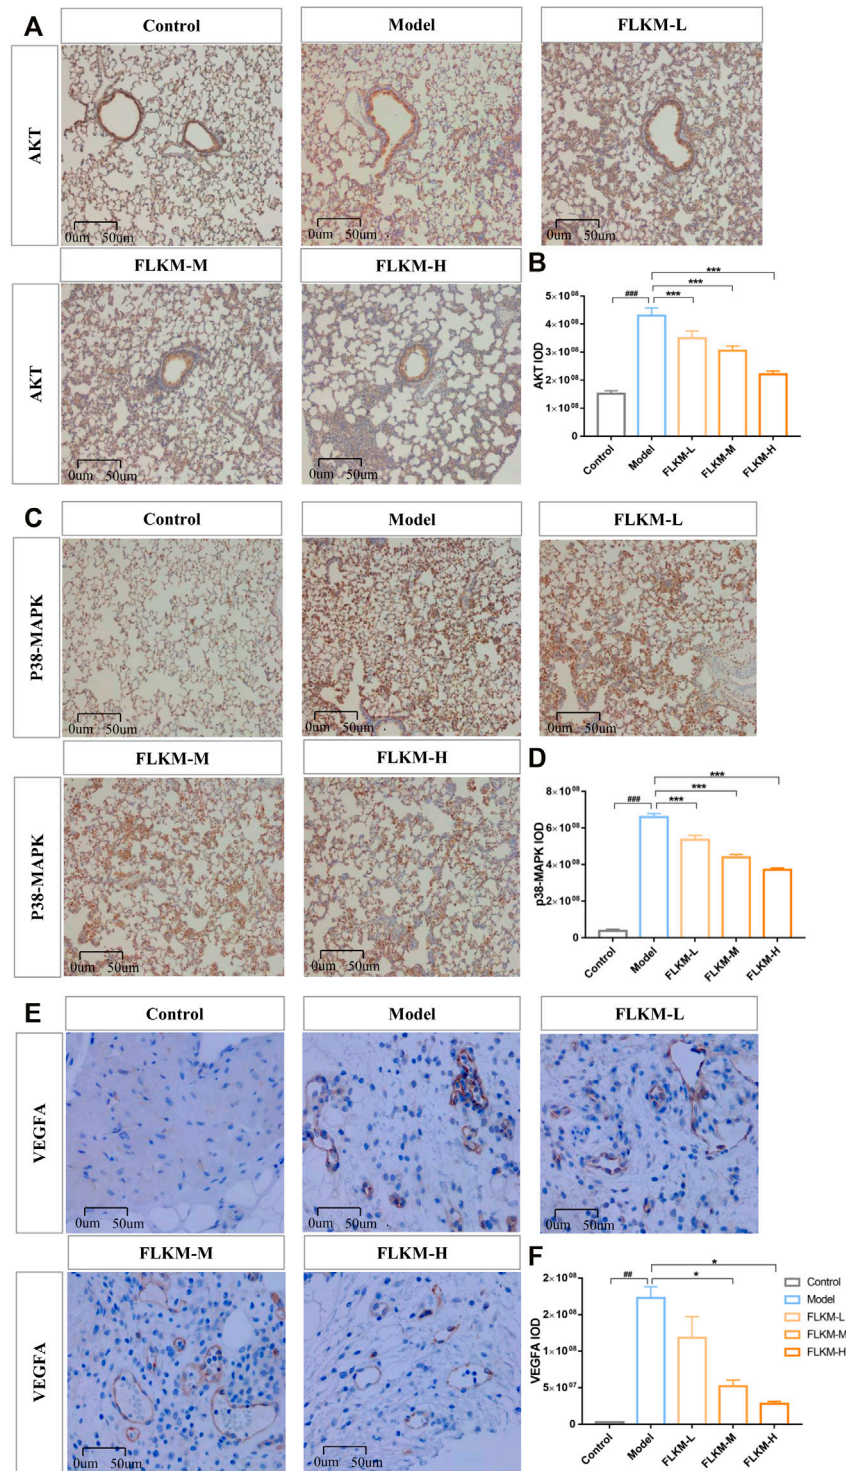 A
Control
Model
FLKM-L
AKT
0um 50um
0um 50um
0um 50um
FLKM-M
FLKM-H
AKT
0um 50um
0um 50um
B
***
***
### ***
AKT IOD
5×10⁰⁸
4×10⁰⁸
3×10⁰⁸
2×10⁰⁸
1×10⁰⁸
0
Control
Model
FLKM-L
FLKM-M
FLKM-H
C
Control
Model
FLKM-L
P38-MAPK
0um 50um
0um 50um
0um 50um
FLKM-M
FLKM-H
P38-MAPK
0um 50um
0um 50um
D
***
***
### ***
p38-MAPK IOD
8×10⁰⁸
6×10⁰⁸
4×10⁰⁸
2×10⁰⁸
0
Control
Model
FLKM-L
FLKM-M
FLKM-H
E
Control
Model
FLKM-L
VEGFA
0um 50um
0um 50um
0um 50um
FLKM-M
FLKM-H
VEGFA
0um 50um
0um 50um
F
*
## *
VEGFA IOD
2×10⁰⁸
2×10⁰⁸
1×10⁰⁸
5×10⁰⁷
0
Control
Model
FLKM-L
FLKM-M
FLKM-H
Control
Model
FLKM-L
FLKM-M
FLKM-H